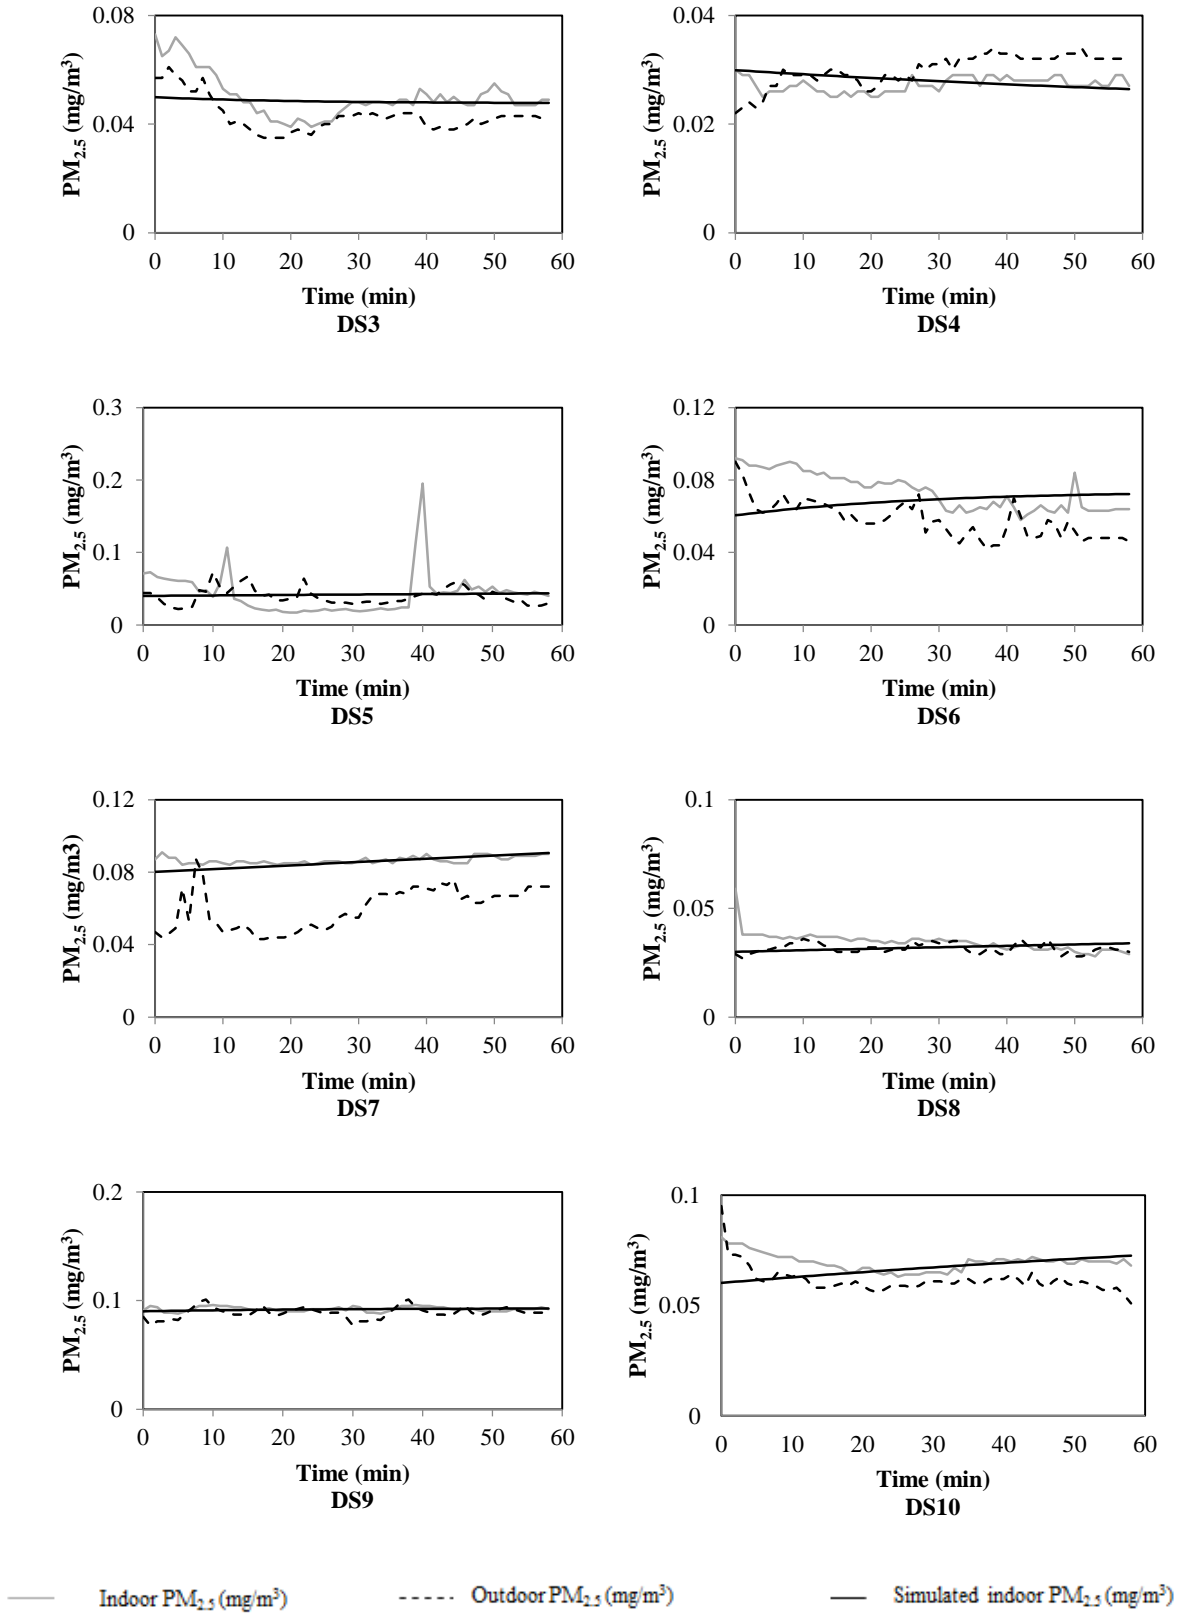 0.08
0.04
0
PM2.5 (mg/m³)
0 10 20 30 40 50 60
Time (min)
DS3
0.04
0.02
0
PM2.5 (mg/m³)
0 10 20 30 40 50 60
Time (min)
DS4
0.3
0.2
0.1
0
PM2.5 (mg/m³)
0 10 20 30 40 50 60
Time (min)
DS5
0.12
0.08
0.04
0
PM2.5 (mg/m³)
0 10 20 30 40 50 60
Time (min)
DS6
0.12
0.08
0.04
0
PM2.5 (mg/m3)
0 10 20 30 40 50 60
Time (min)
DS7
0.1
0.05
0
PM2.5 (mg/m³)
0 10 20 30 40 50 60
Time (min)
DS8
0.2
0.1
0
PM2.5 (mg/m³)
0 10 20 30 40 50 60
Time (min)
DS9
0.1
0.05
0
PM2.5 (mg/m³)
0 10 20 30 40 50 60
Time (min)
DS10
Indoor PM2.5 (mg/m³) Outdoor PM2.5 (mg/m³) Simulated indoor PM2.5 (mg/m³)